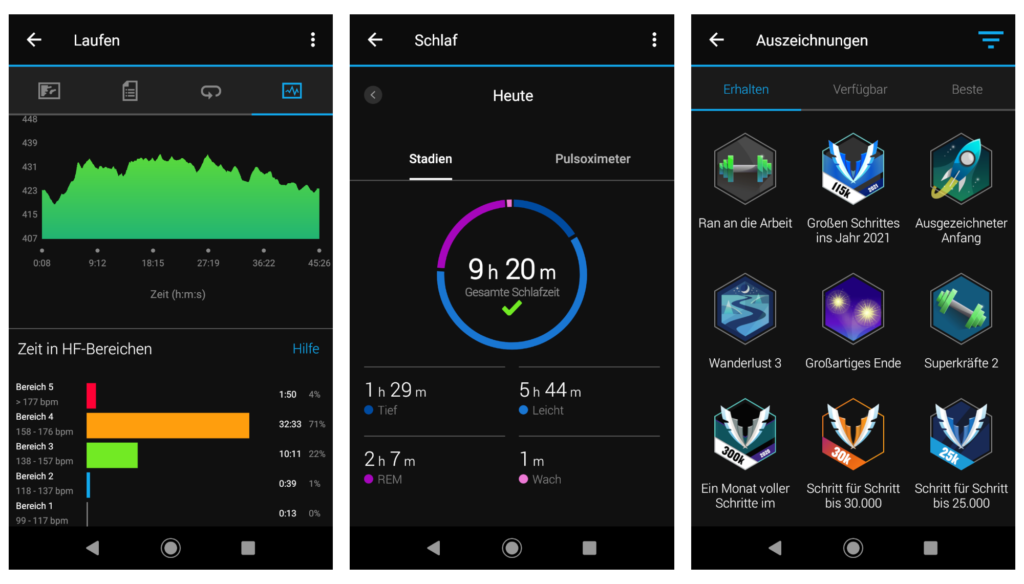 Laufen
448
439
431
423
415
407
0:08 9:12 18:15 27:19 36:22 45:26
Zeit (h:m:s)
Zeit in HF-Bereichen Hilfe
Bereich 5
> 177 bpm 1:50 4%
Bereich 4
158 - 176 bpm 32:33 71%
Bereich 3
138 - 157 bpm 10:11 22%
Bereich 2
118 - 137 bpm 0:39 1%
Bereich 1
99 - 117 bpm 0:13 0%
Schlaf
Heute
Stadien Pulsoximeter
9 h 20 m
Gesamte Schlafzeit
1 h 29 m 5 h 44 m
Tief Leicht
2 h 7 m 1 m
REM Wach
Auszeichnungen
Erhalten Verfügbar Beste
115k 2021
Ran an die Arbeit Großen Schrittes Ausgezeichneter
ins Jahr 2021 Anfang
Wanderlust 3 Großartiges Ende Superkräfte 2
300k 2020 30k 25k
Ein Monat voller Schritt für Schritt Schritt für Schritt
Schritte im bis 30.000 bis 25.000